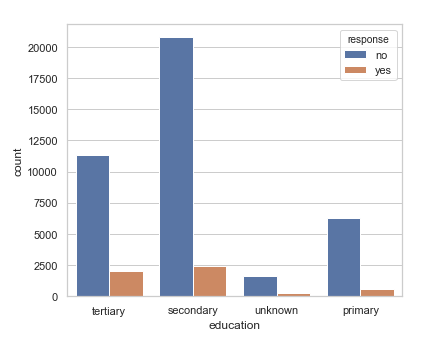 response
no
yes
20000
17500
15000
12500
10000
7500
5000
2500
0
count
tertiary secondary unknown primary
education